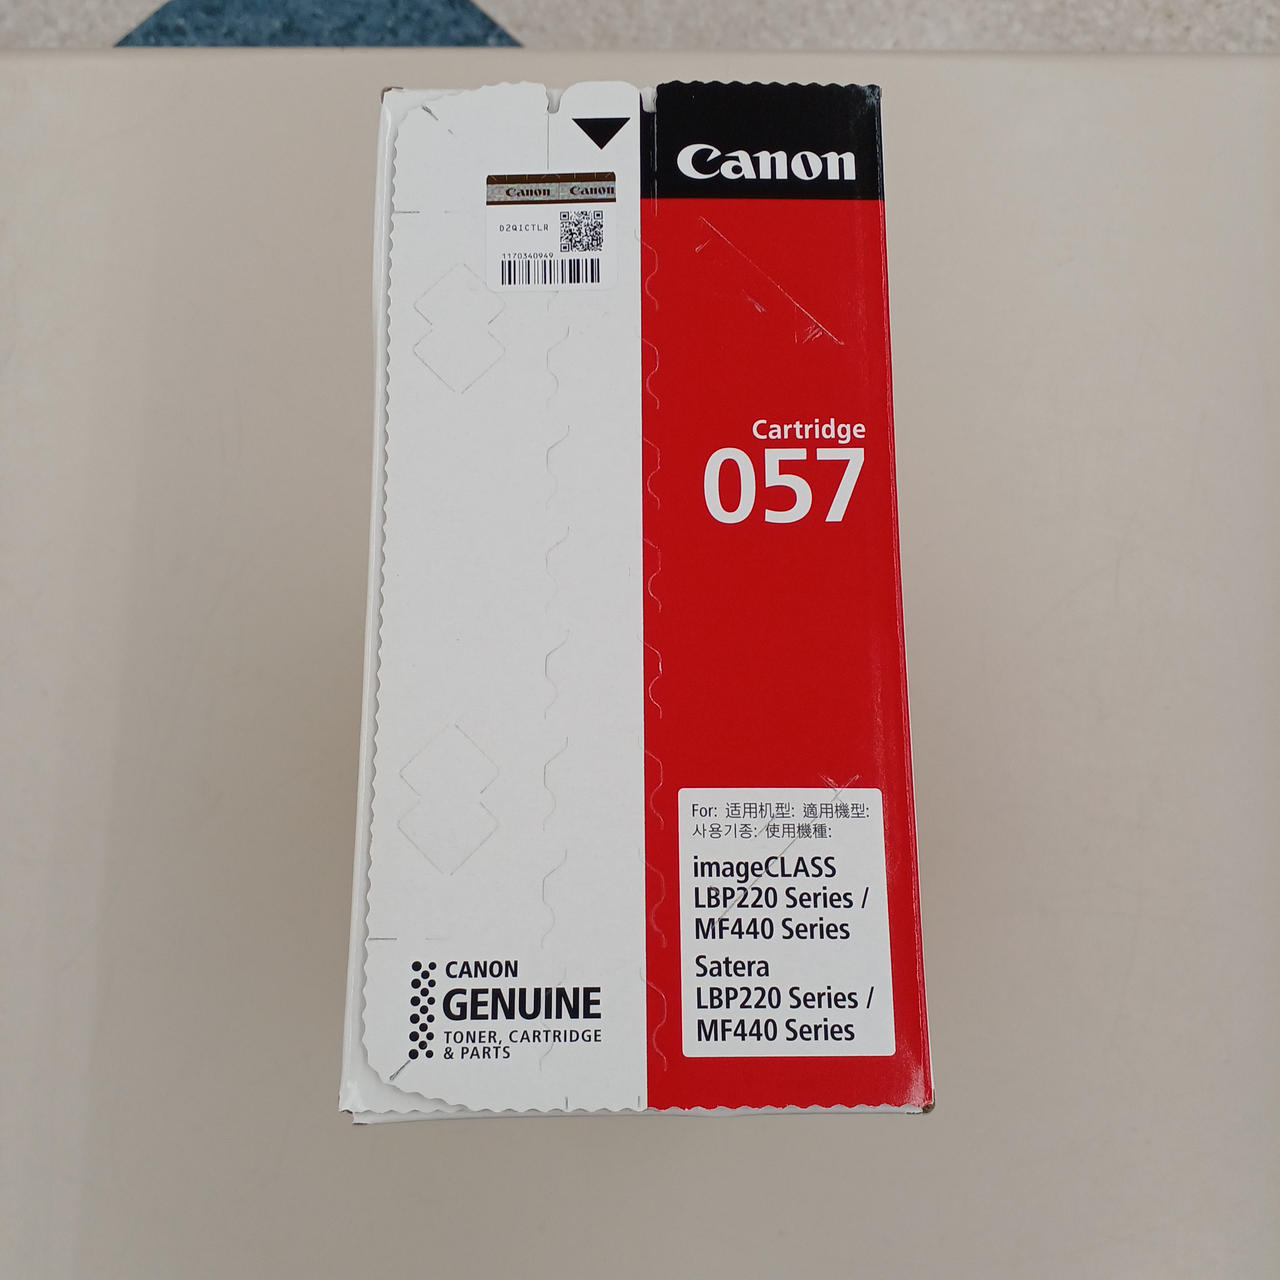 Canon
Canon Canon
D2Q1CTLR
1170340949
Cartridge
057
For: 适用机型: 適用機型:
사용기종: 使用機種:
imageCLASS
LBP220 Series /
MF440 Series
Satera
LBP220 Series /
MF440 Series
CANON
GENUINE
TONER, CARTRIDGE
& PARTS